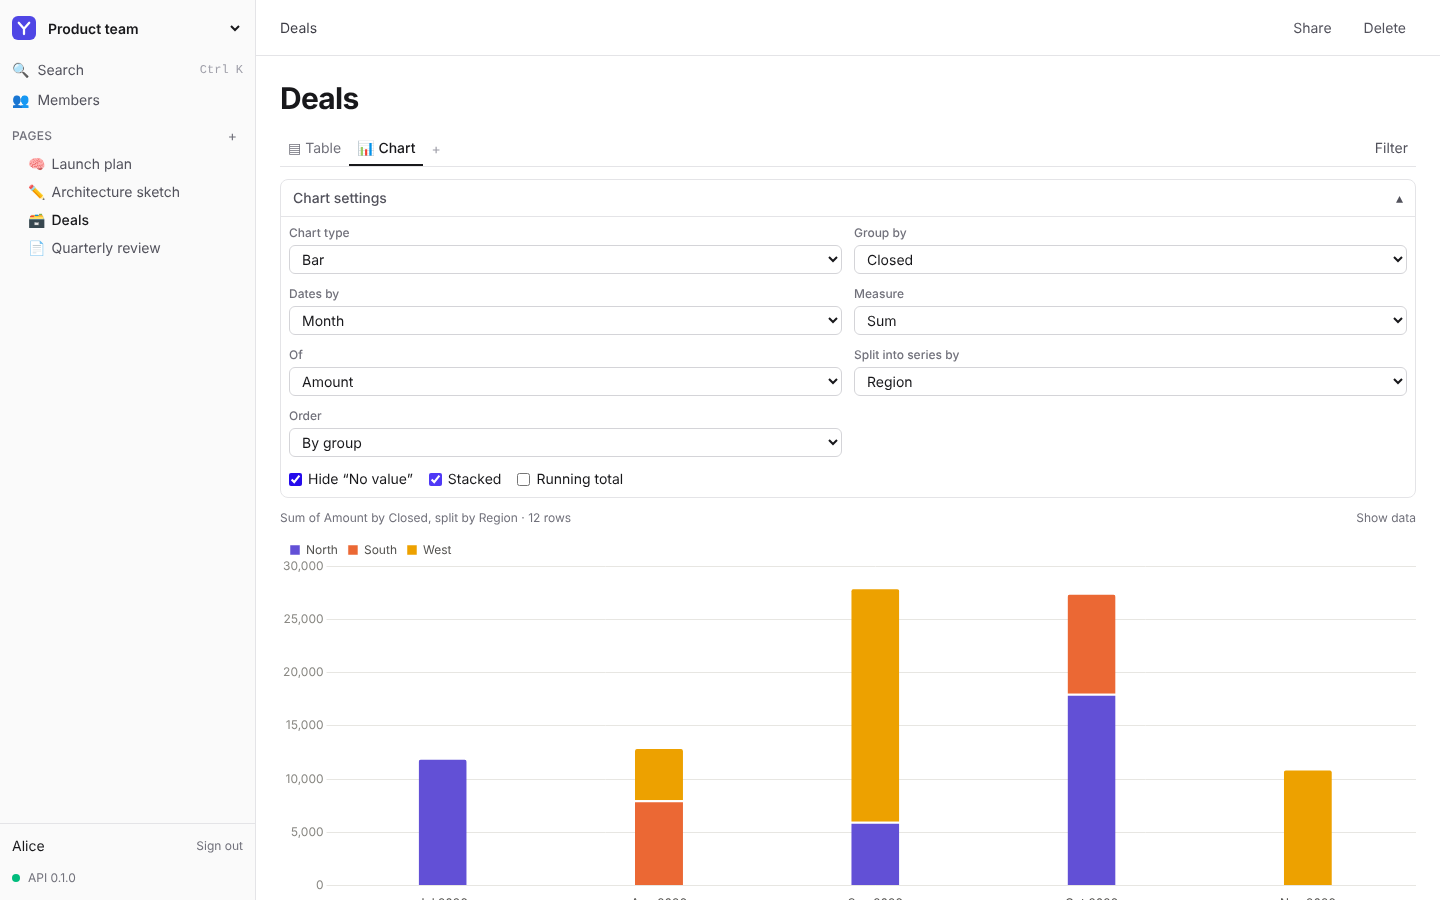 Product team
Search Ctrl K
Members
PAGES +
Launch plan
Architecture sketch
Deals
Quarterly review
Alice Sign out
API 0.1.0
Deals Share Delete
Deals
Table Chart + Filter
Chart settings
Chart type
Bar
Group by
Closed
Dates by
Month
Measure
Sum
Of
Amount
Split into series by
Region
Order
By group
Hide “No value” Stacked Running total
Sum of Amount by Closed, split by Region · 12 rows Show data
North South West
30,000
25,000
20,000
15,000
10,000
5,000
0